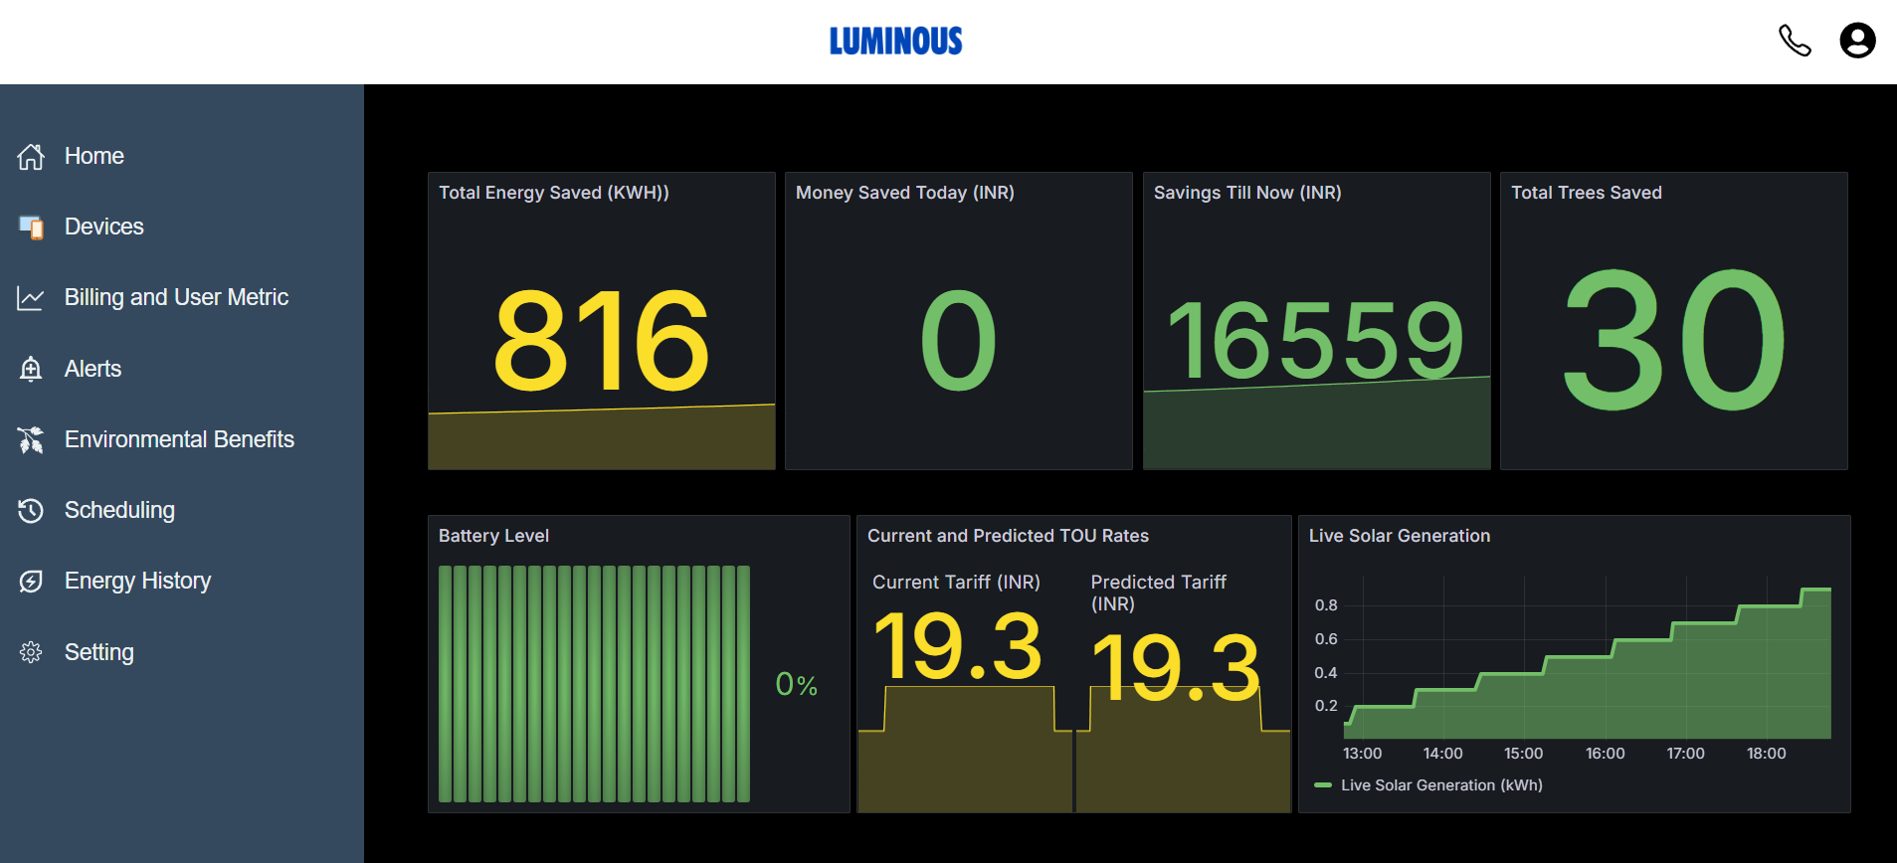 LUMINOUS
Home
Devices
Billing and User Metric
Alerts
Environmental Benefits
Scheduling
Energy History
Setting
Total Energy Saved (KWH))
816
Money Saved Today (INR)
0
Savings Till Now (INR)
16559
Total Trees Saved
30
Battery Level
0%
Current and Predicted TOU Rates
Current Tariff (INR)
19.3
Predicted Tariff
(INR)
19.3
Live Solar Generation
0.8
0.6
0.4
0.2
13:00 14:00 15:00 16:00 17:00 18:00
Live Solar Generation (kWh)